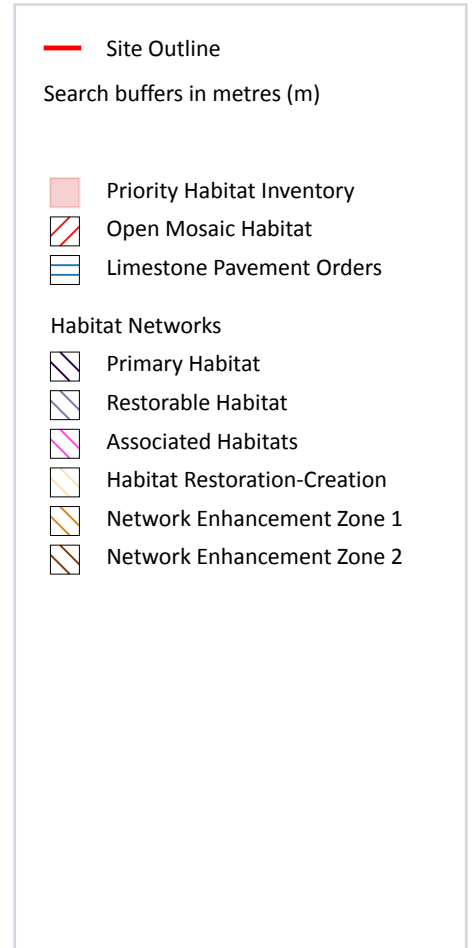 Site Outline
Search buffers in metres (m)
Priority Habitat Inventory
Open Mosaic Habitat
Limestone Pavement Orders
Habitat Networks
Primary Habitat
Restorable Habitat
Associated Habitats
Habitat Restoration-Creation
Network Enhancement Zone 1
Network Enhancement Zone 2